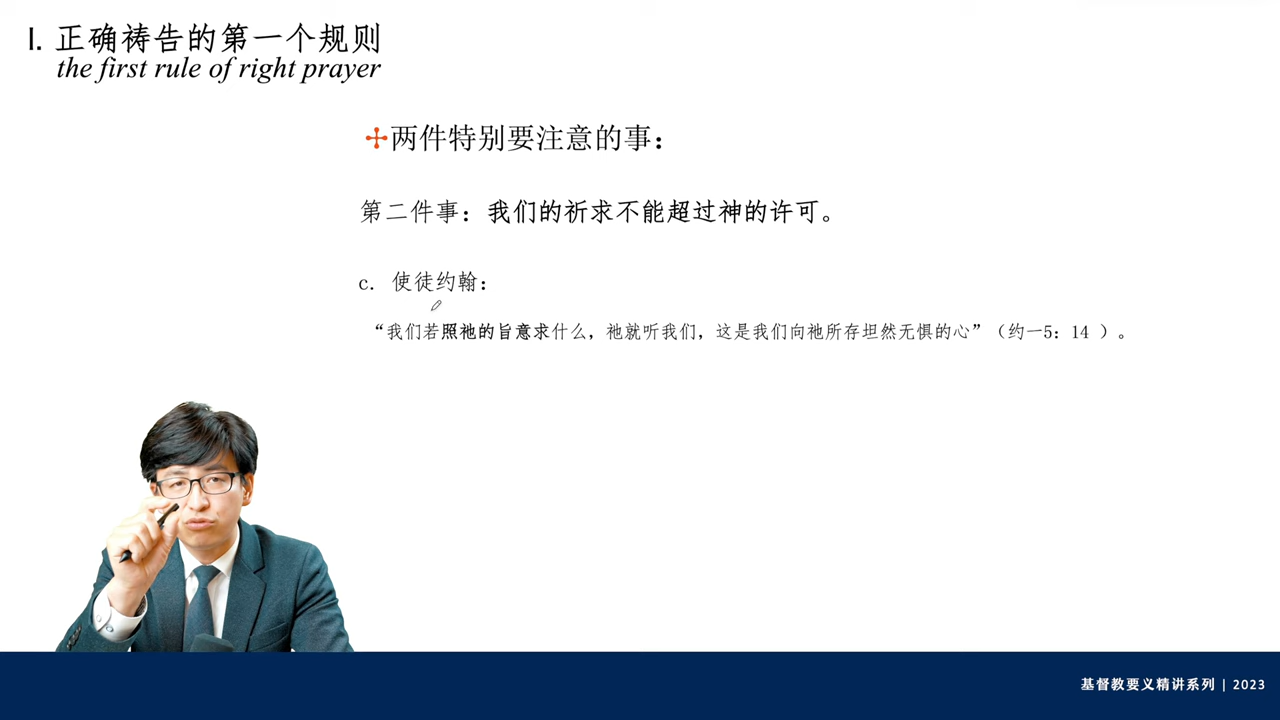 I. 正确祷告的第一个规则
the first rule of right prayer
两件特别要注意的事：
第二件事：我们的祈求不能超过神的许可。
c. 使徒约翰：
“我们若照祂的旨意求什么，祂就听我们，这是我们向祂所存坦然无惧的心”（约一5：14 ）。
基督教要义精讲系列 | 2023